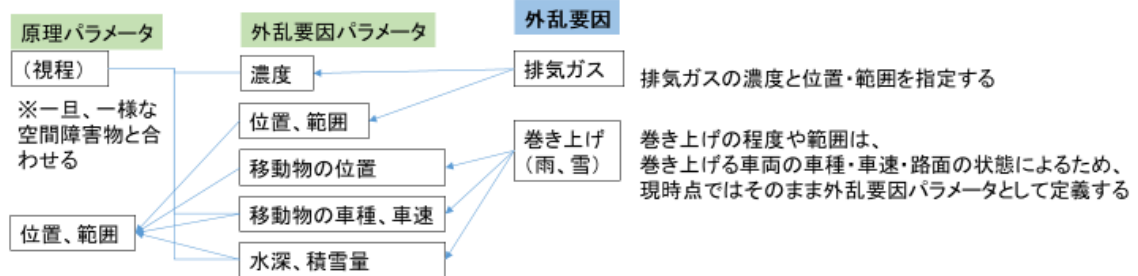 原理パラメータ
外乱要因パラメータ
外乱要因
(視程)
※一旦、一様な
空間障害物と合
わせる
位置、範囲
濃度
位置、範囲
移動物の位置
移動物の車種、車速
水深、積雪量
排気ガス
排気ガスの濃度と位置・範囲を指定する
巻き上げ
(雨、雪)
巻き上げの程度や範囲は、
巻き上げる車両の車種・車速・路面の状態によるため、
現時点ではそのまま外乱要因パラメータとして定義する